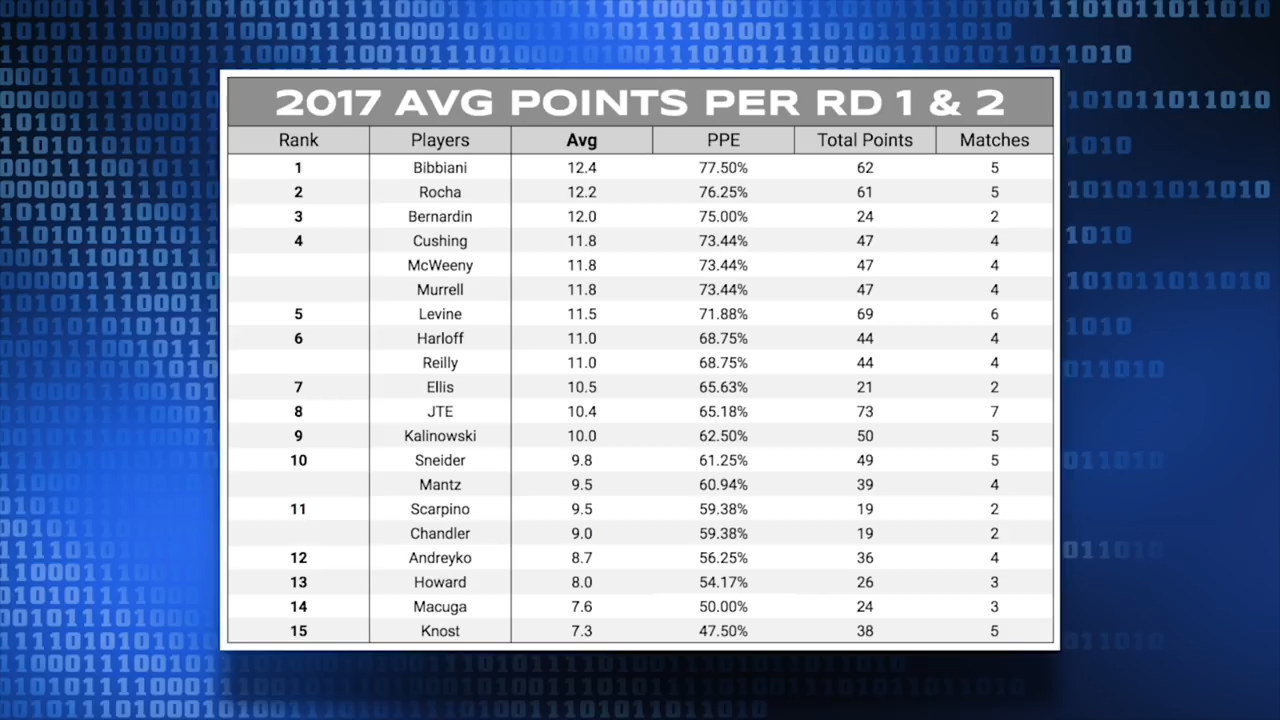 2017 AVG POINTS PER RD 1 & 2
Rank Players Avg PPE Total Points Matches
1 Bibbiani 12.4 77.50% 62 5
2 Rocha 12.2 76.25% 61 5
3 Bernardin 12.0 75.00% 24 2
4 Cushing 11.8 73.44% 47 4
McWeeny 11.8 73.44% 47 4
Murrell 11.8 73.44% 47 4
5 Levine 11.5 71.88% 69 6
6 Harloff 11.0 68.75% 44 4
Reilly 11.0 68.75% 44 4
7 Ellis 10.5 65.63% 21 2
8 JTE 10.4 65.18% 73 7
9 Kalinowski 10.0 62.50% 50 5
10 Sneider 9.8 61.25% 49 5
Mantz 9.5 60.94% 39 4
11 Scarpino 9.5 59.38% 19 2
Chandler 9.0 59.38% 19 2
12 Andreyko 8.7 56.25% 36 4
13 Howard 8.0 54.17% 26 3
14 Macuga 7.6 50.00% 24 3
15 Knost 7.3 47.50% 38 5